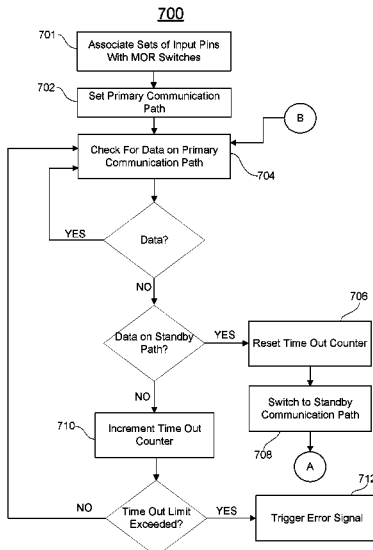 700
701
Associate Sets of Input Pins
With MOR Switches
702
Set Primary Communication
Path
B
Check For Data on Primary
Communication Path
704
YES
Data?
NO
706
Data on Standby
Path?
YES
Reset Time Out Counter
NO
710
Increment Time Out
Counter
Switch to Standby
Communication Path
708
A
NO
Time Out Limit
Exceeded?
YES
712
Trigger Error Signal